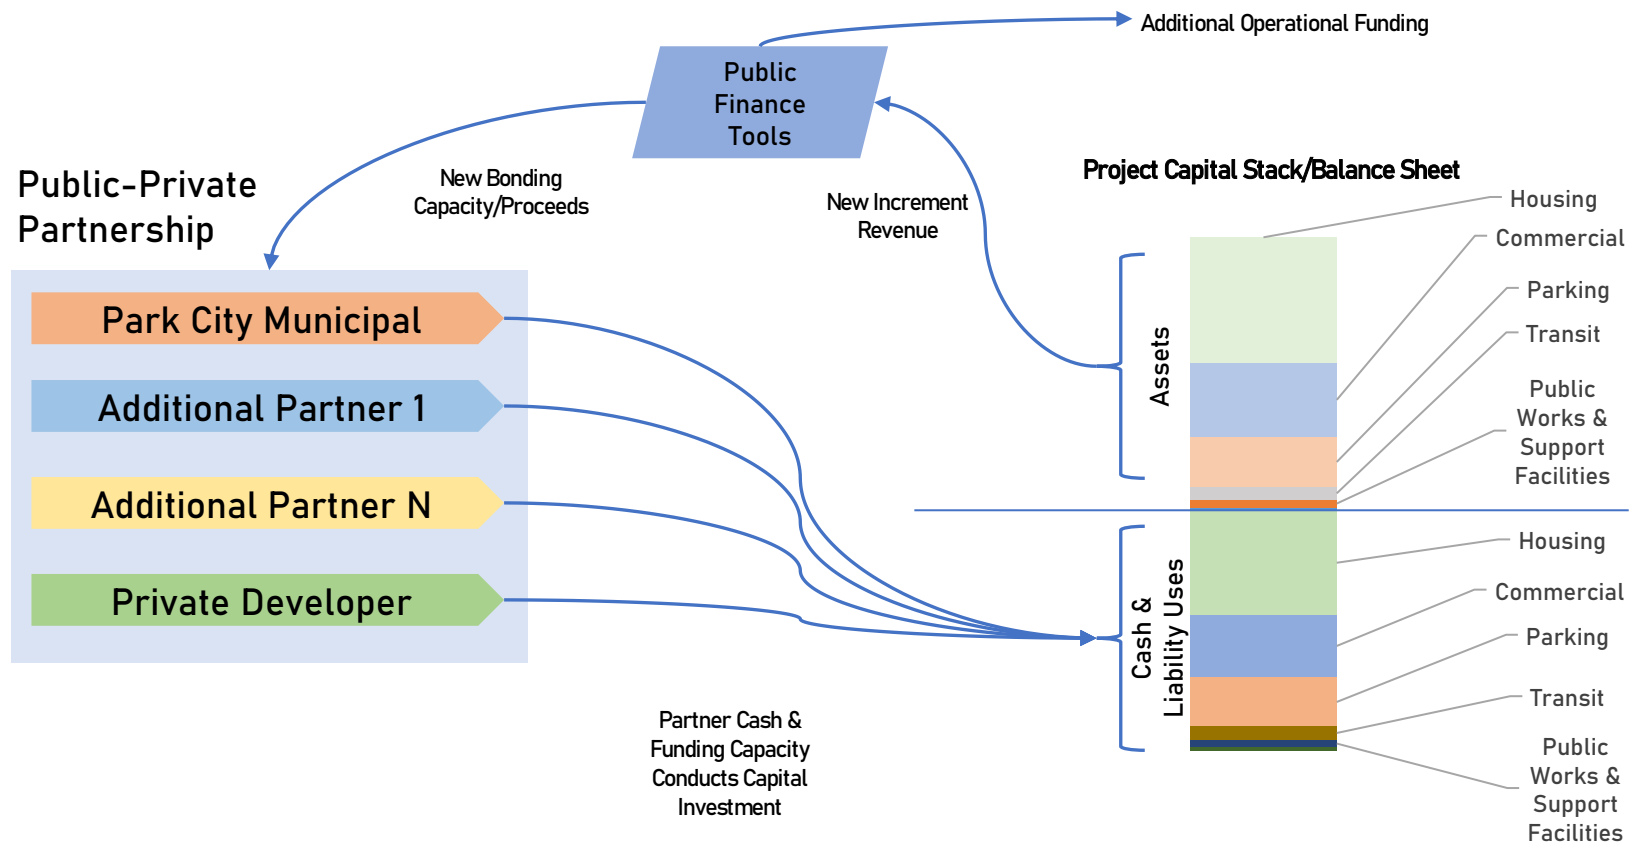 Additional Operational Funding
Public
Finance
Tools
New Bonding
Capacity/Proceeds
New Increment
Revenue
Public-Private
Partnership
Park City Municipal
Additional Partner 1
Additional Partner N
Private Developer
Partner Cash &
Funding Capacity
Conducts Capital
Investment
Project Capital Stack/Balance Sheet
Assets
Housing
Commercial
Parking
Transit
Public
Works &
Support
Facilities
Cash &
Liability Uses
Housing
Commercial
Parking
Transit
Public
Works &
Support
Facilities